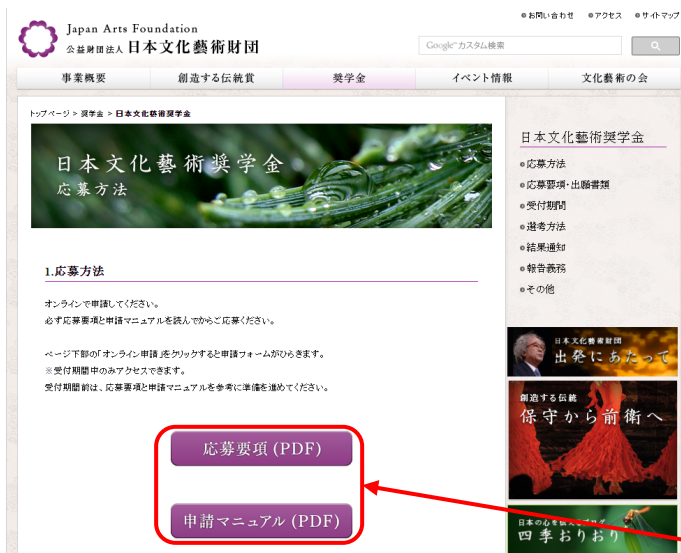 お問い合わせ アクセス サイトマップ
Japan Arts Foundation
公益財団法人 日本文化藝術財団
Google カスタム検索
事業概要 創造する伝統賞 奨学金 イベント情報 文化藝術の会
トップページ > 奨学金 > 日本文化藝術奨学金
日本文化藝術奨学金
応募方法
1.応募方法
オンラインで申請してください。
必ず応募要項と申請マニュアルを読んでからご応募ください。
ページ下部の「オンライン申請」をクリックすると申請フォームがひらきます。
※受付期間中のみアクセスできます。
受付期間前は、応募要項と申請マニュアルを参考に準備を進めてください。
応募要項 (PDF)
申請マニュアル (PDF)
日本文化藝術奨学金
応募方法
応募要項・出願書類
受付期間
選考方法
結果通知
報告義務
その他
日本文化藝術財団
出発にあたって
創造する伝統
保守から前衛へ
日本の心を伝えるブログ
四季おりおり